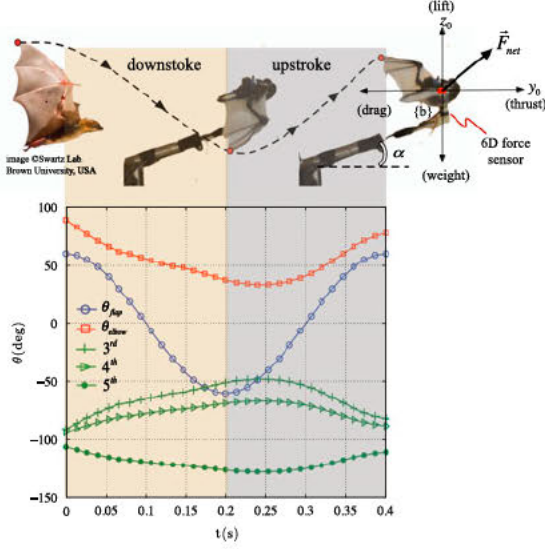 (lift)
z₀
F⃗net
downstoke
upstroke
y₀
(drag)
{b}
(thrust)
6D force
sensor
α
(weight)
image ©Swartz Lab
Brown University, USA
100
50
0
−50
−100
−150
θ(deg)
θflap
θelbow
3rd
4th
5th
0
0.05
0.1
0.15
0.2
0.25
0.3
0.35
0.4
t(s)